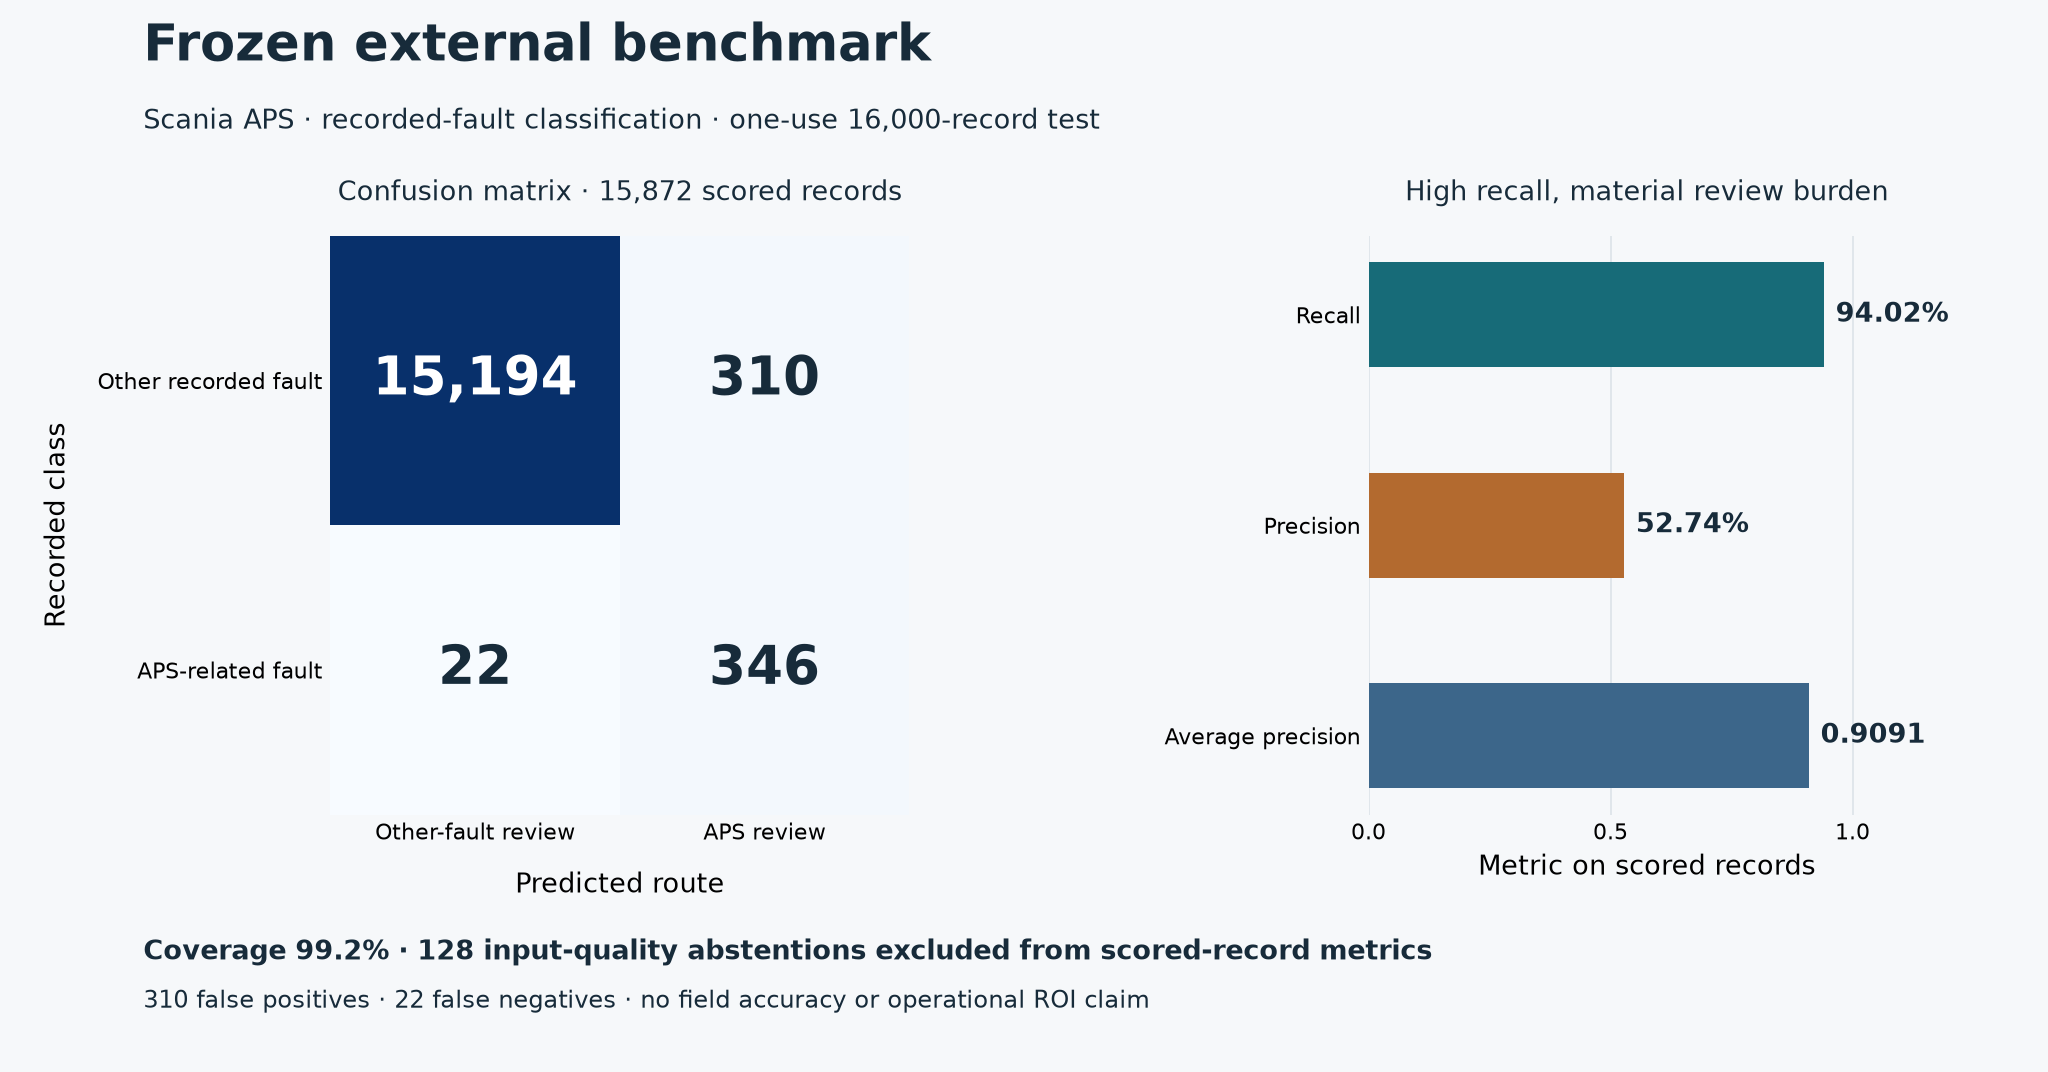 Frozen external benchmark
Scania APS · recorded-fault classification · one-use 16,000-record test
Confusion matrix · 15,872 scored records
Recorded class
Other recorded fault
15,194
310
APS-related fault
22
346
Other-fault review
APS review
Predicted route
High recall, material review burden
Recall
94.02%
Precision
52.74%
Average precision
0.9091
0.0
0.5
1.0
Metric on scored records
Coverage 99.2% · 128 input-quality abstentions excluded from scored-record metrics
310 false positives · 22 false negatives · no field accuracy or operational ROI claim